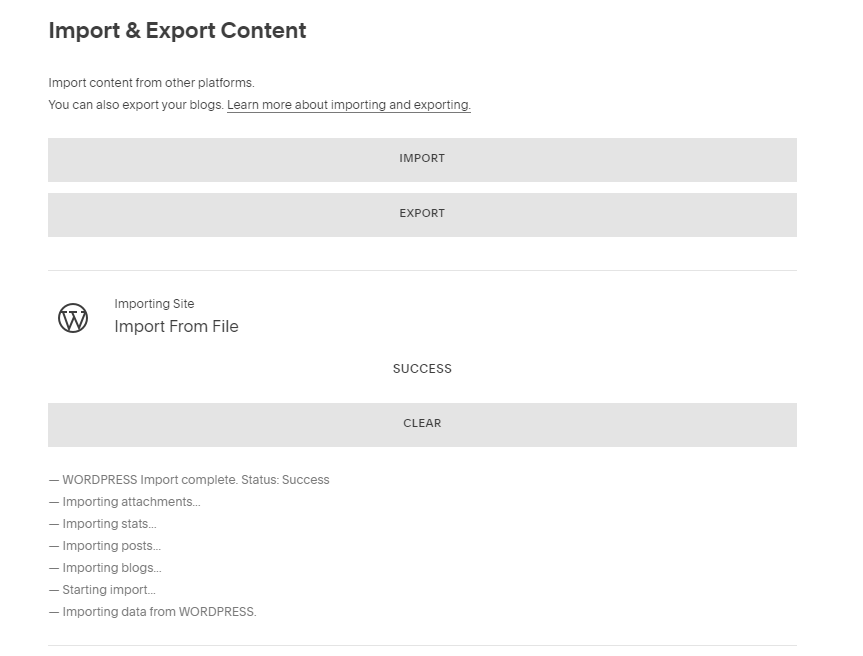 Import & Export Content
Import content from other platforms.
You can also export your blogs. Learn more about importing and exporting.
IMPORT
EXPORT
Importing Site
Import From File
SUCCESS
CLEAR
— WORDPRESS Import complete. Status: Success
— Importing attachments...
— Importing stats...
— Importing posts...
— Importing blogs...
— Starting import...
— Importing data from WORDPRESS.